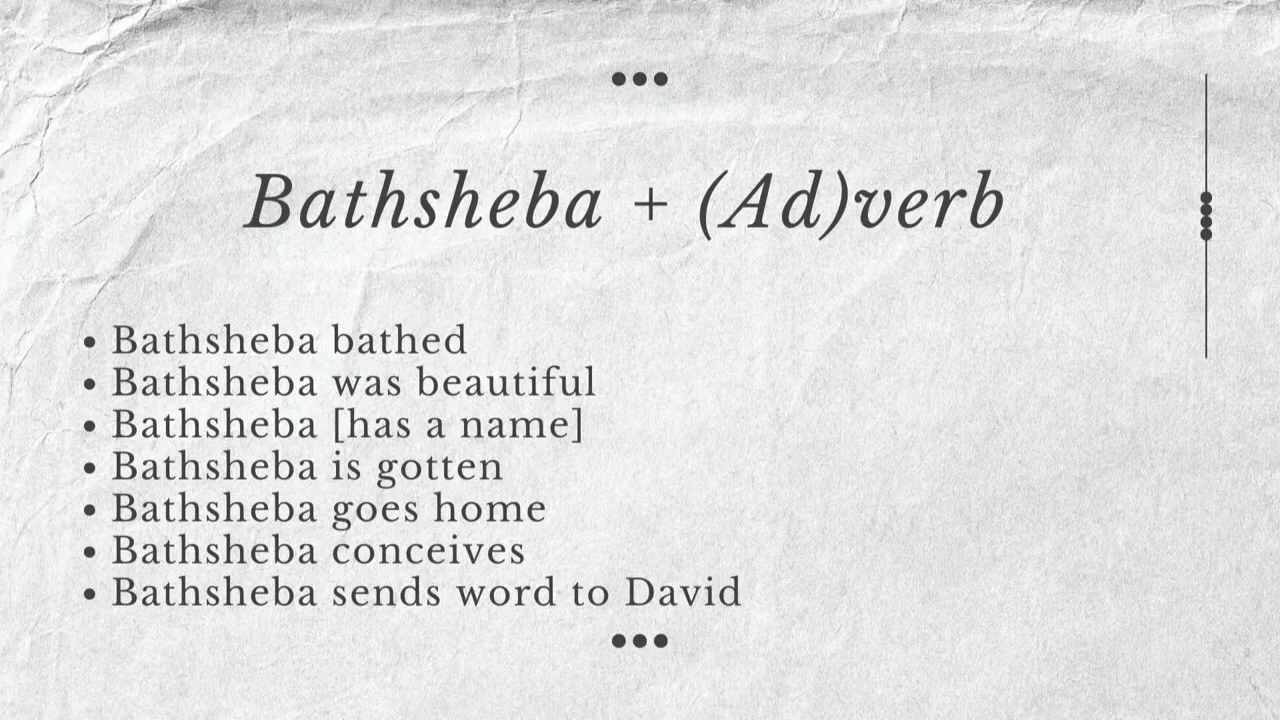 Bathsheba + (Ad)verb
• Bathsheba bathed
• Bathsheba was beautiful
• Bathsheba [has a name]
• Bathsheba is gotten
• Bathsheba goes home
• Bathsheba conceives
• Bathsheba sends word to David